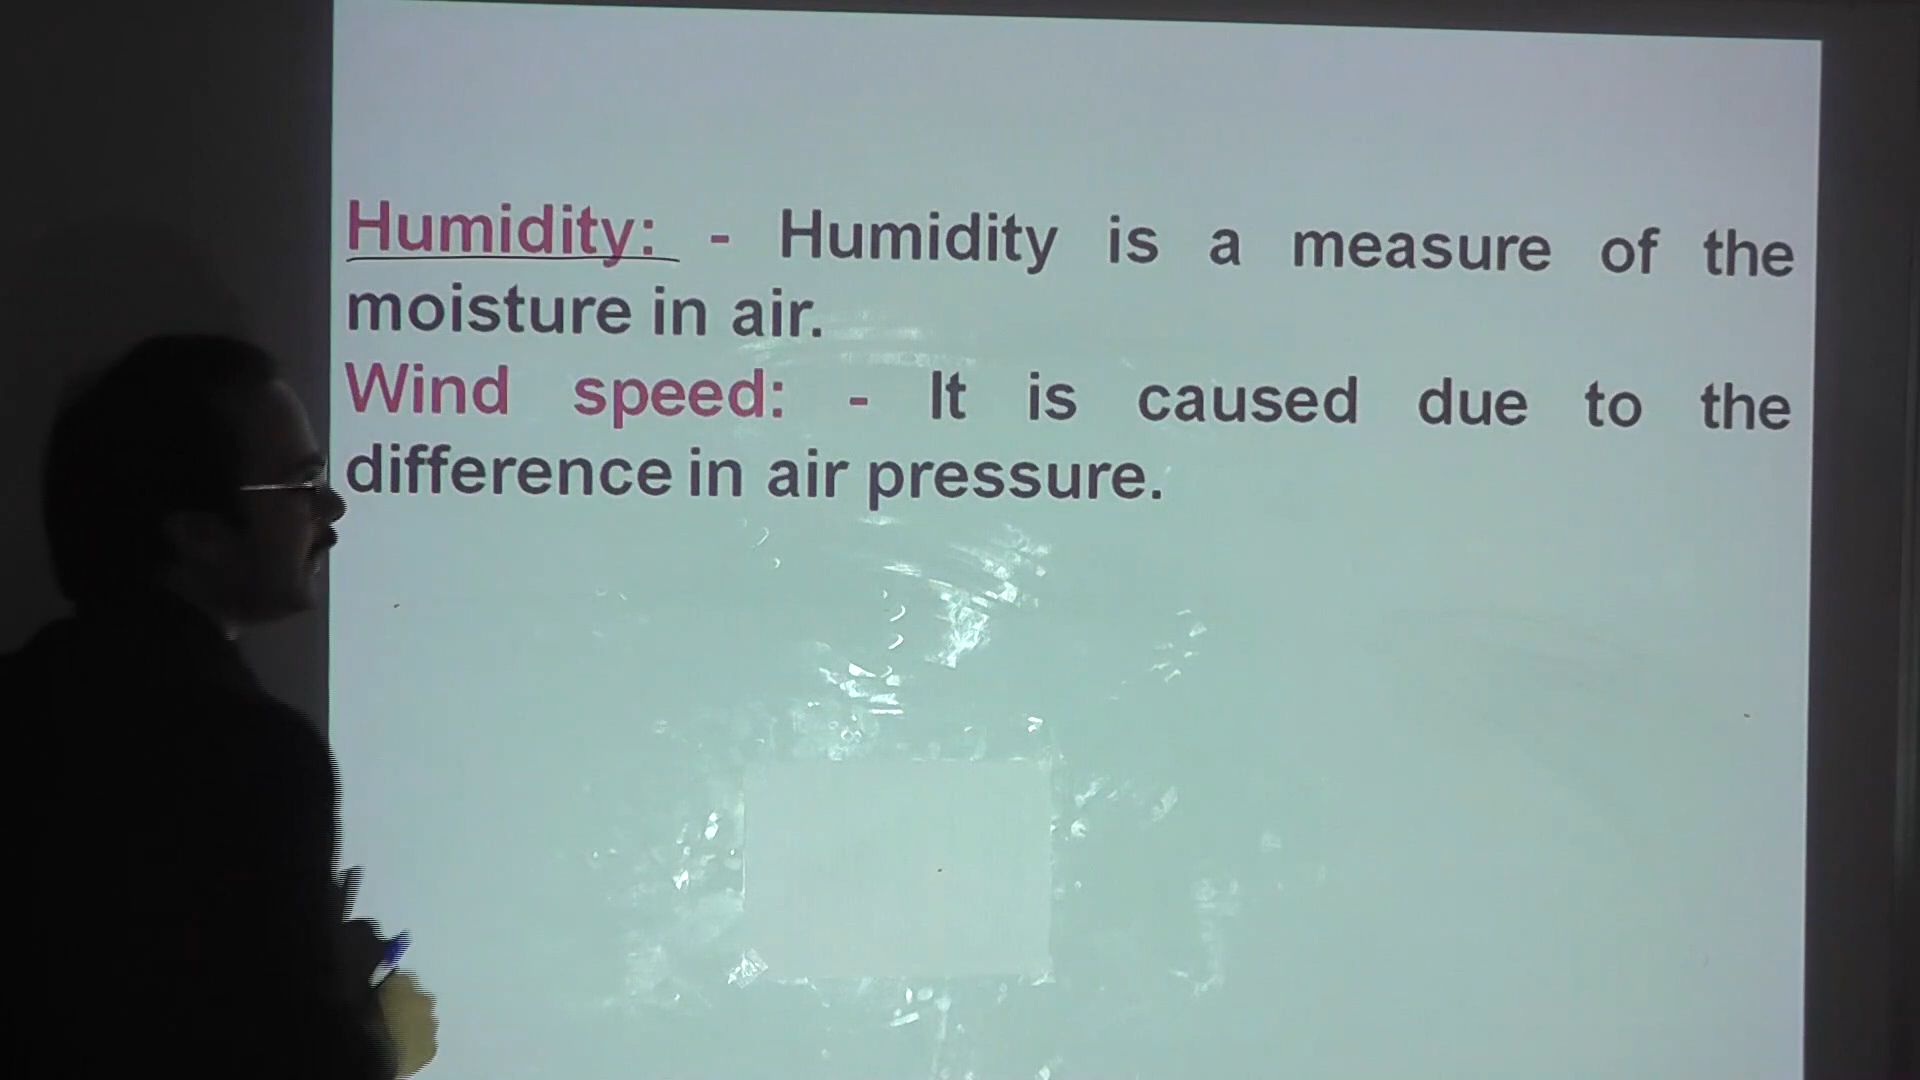 Humidity: - Humidity is a measure of the
moisture in air.
Wind speed: - It is caused due to the
difference in air pressure.